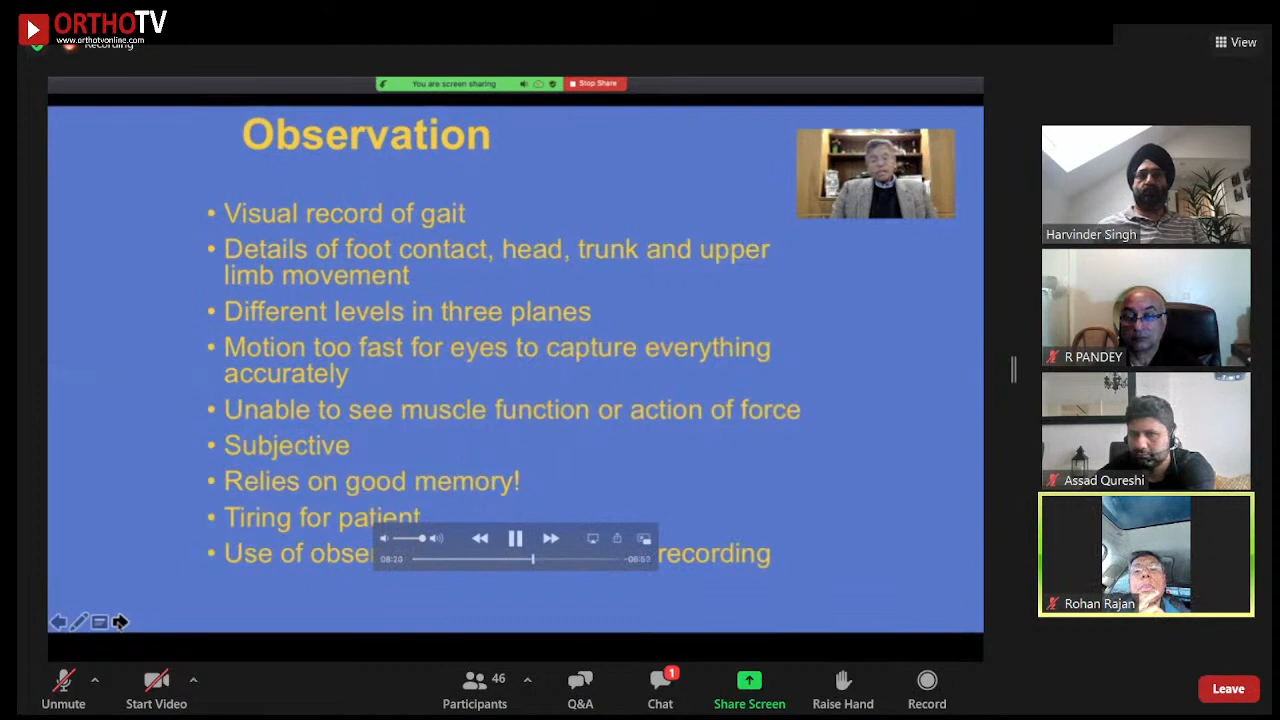 ORTHOTV
www.orthotvonline.com
Recording
View
You are screen sharing
Stop Share
Observation
• Visual record of gait
• Details of foot contact, head, trunk and upper
limb movement
• Different levels in three planes
• Motion too fast for eyes to capture everything
accurately
• Unable to see muscle function or action of force
• Subjective
• Relies on good memory!
• Tiring for patient
• Use of obser
recording
08:23
Harvinder Singh
R PANDEY
Assad Qureshi
Rohan Rajan
Unmute
Start Video
46
Participants
Q&A
1
Chat
Share Screen
Raise Hand
Record
Leave